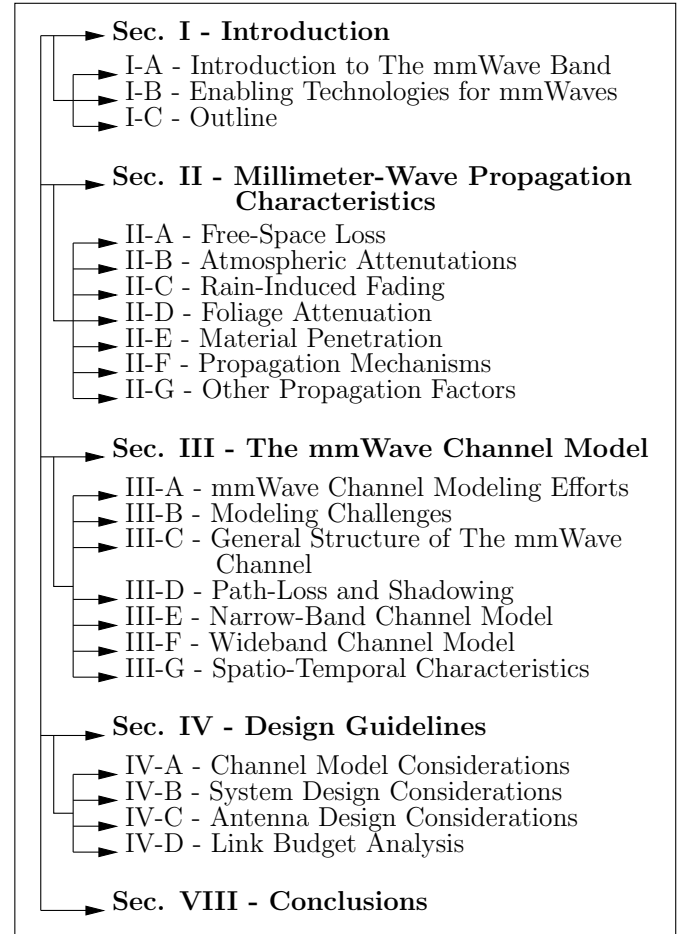 Sec. I - Introduction
I-A - Introduction to The mmWave Band
I-B - Enabling Technologies for mmWaves
I-C - Outline
Sec. II - Millimeter-Wave Propagation
Characteristics
II-A - Free-Space Loss
II-B - Atmospheric Attenutations
II-C - Rain-Induced Fading
II-D - Foliage Attenuation
II-E - Material Penetration
II-F - Propagation Mechanisms
II-G - Other Propagation Factors
Sec. III - The mmWave Channel Model
III-A - mmWave Channel Modeling Efforts
III-B - Modeling Challenges
III-C - General Structure of The mmWave
Channel
III-D - Path-Loss and Shadowing
III-E - Narrow-Band Channel Model
III-F - Wideband Channel Model
III-G - Spatio-Temporal Characteristics
Sec. IV - Design Guidelines
IV-A - Channel Model Considerations
IV-B - System Design Considerations
IV-C - Antenna Design Considerations
IV-D - Link Budget Analysis
Sec. VIII - Conclusions